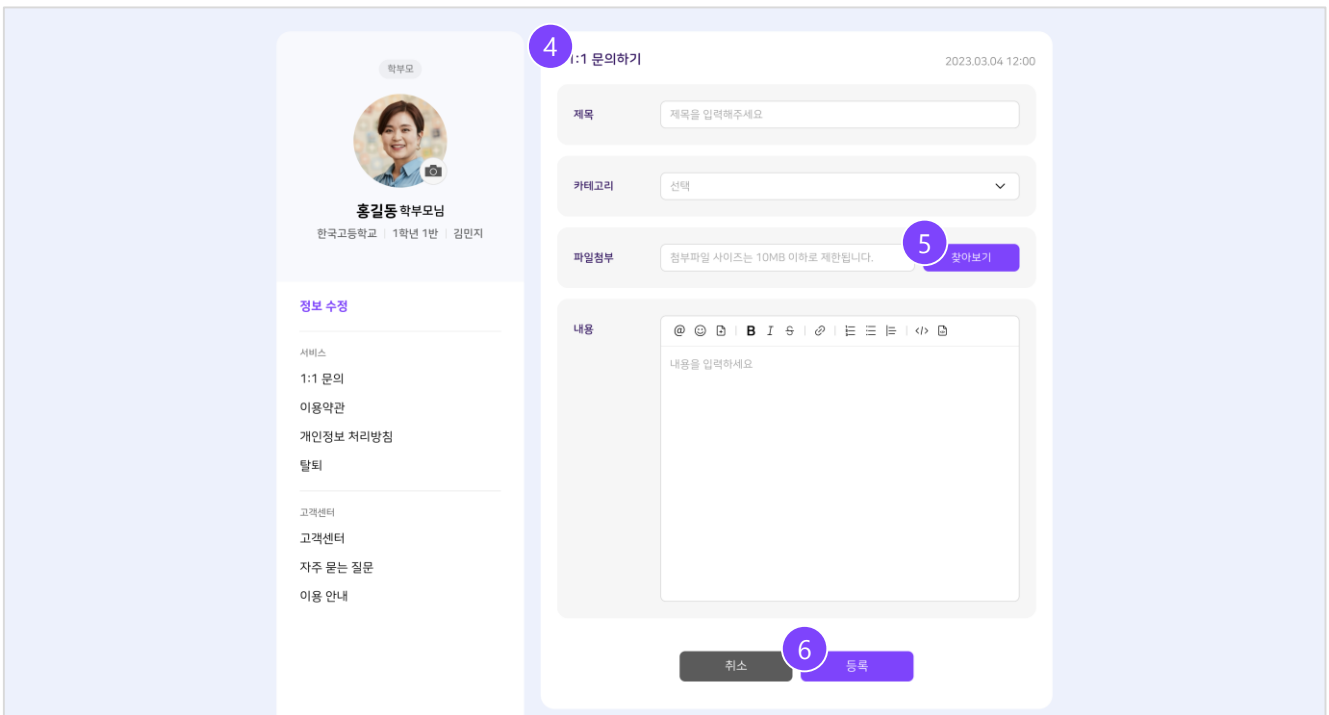 학부모
홍길동 학부모님
한국고등학교 | 1학년 1반 | 김민지
정보 수정
서비스
1:1 문의
이용약관
개인정보 처리방침
탈퇴
고객센터
고객센터
자주 묻는 질문
이용 안내
4
1:1 문의하기
2023.03.04 12:00
제목
제목을 입력해주세요
카테고리
선택
파일첨부
첨부파일 사이즈는 10MB 이하로 제한됩니다.
5
찾아보기
내용
@ B I S </>
내용을 입력하세요
취소
6
등록